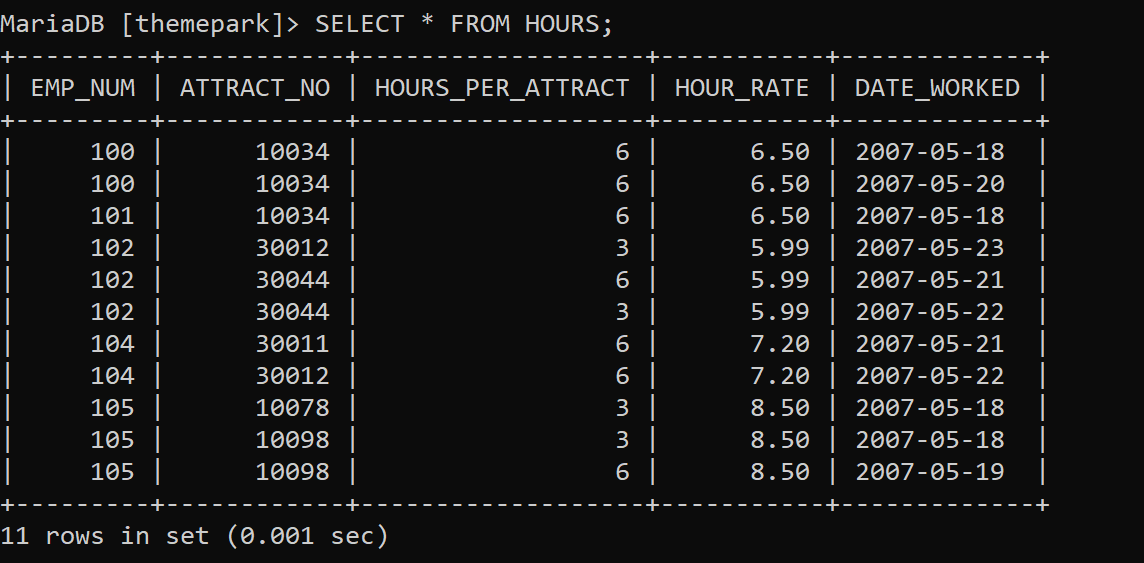 MariaDB [themepark]> SELECT * FROM HOURS;
+---------+------------+-------------------+-----------+-------------+
| EMP_NUM | ATTRACT_NO | HOURS_PER_ATTRACT | HOUR_RATE | DATE_WORKED |
+---------+------------+-------------------+-----------+-------------+
|     100 |      10034 |                 6 |      6.50 | 2007-05-18  |
|     100 |      10034 |                 6 |      6.50 | 2007-05-20  |
|     101 |      10034 |                 6 |      6.50 | 2007-05-18  |
|     102 |      30012 |                 3 |      5.99 | 2007-05-23  |
|     102 |      30044 |                 6 |      5.99 | 2007-05-21  |
|     102 |      30044 |                 3 |      5.99 | 2007-05-22  |
|     104 |      30011 |                 6 |      7.20 | 2007-05-21  |
|     104 |      30012 |                 6 |      7.20 | 2007-05-22  |
|     105 |      10078 |                 3 |      8.50 | 2007-05-18  |
|     105 |      10098 |                 3 |      8.50 | 2007-05-18  |
|     105 |      10098 |                 6 |      8.50 | 2007-05-19  |
+---------+------------+-------------------+-----------+-------------+
11 rows in set (0.001 sec)